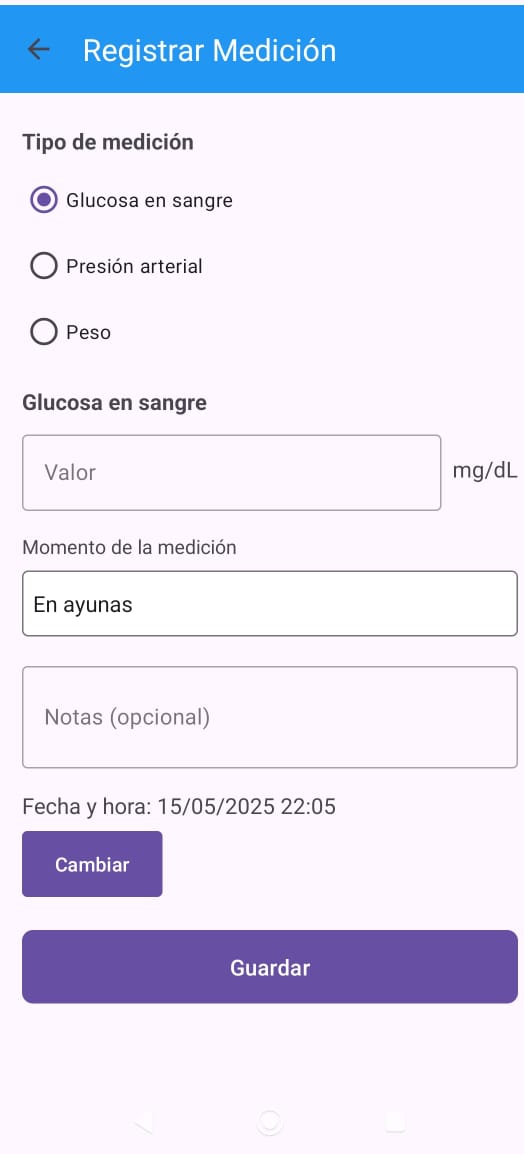 Registrar Medición
Tipo de medición
Glucosa en sangre
Presión arterial
Peso
Glucosa en sangre
Valor
mg/dL
Momento de la medición
En ayunas
Notas (opcional)
Fecha y hora: 15/05/2025 22:05
Cambiar
Guardar